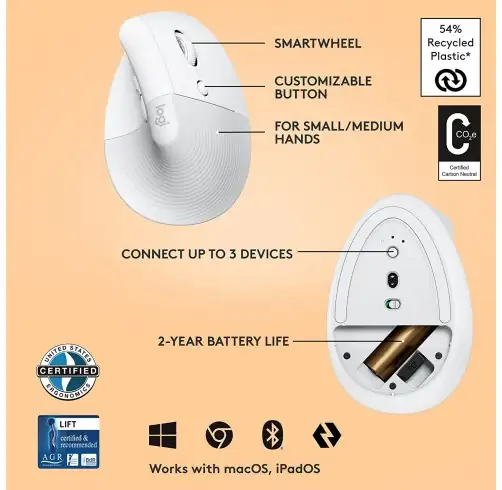 SMARTWHEEL
54%
Recycled
Plastic*
CUSTOMIZABLE
BUTTON
logi
FOR SMALL/MEDIUM
HANDS
CO₂e
Certified
Carbon Neutral
CONNECT UP TO 3 DEVICES
2-YEAR BATTERY LIFE
UNITED STATES
CERTIFIED
ERGONOMICS
LIFT
certified &
recommended
AGR
BdR
Works with macOS, iPadOS